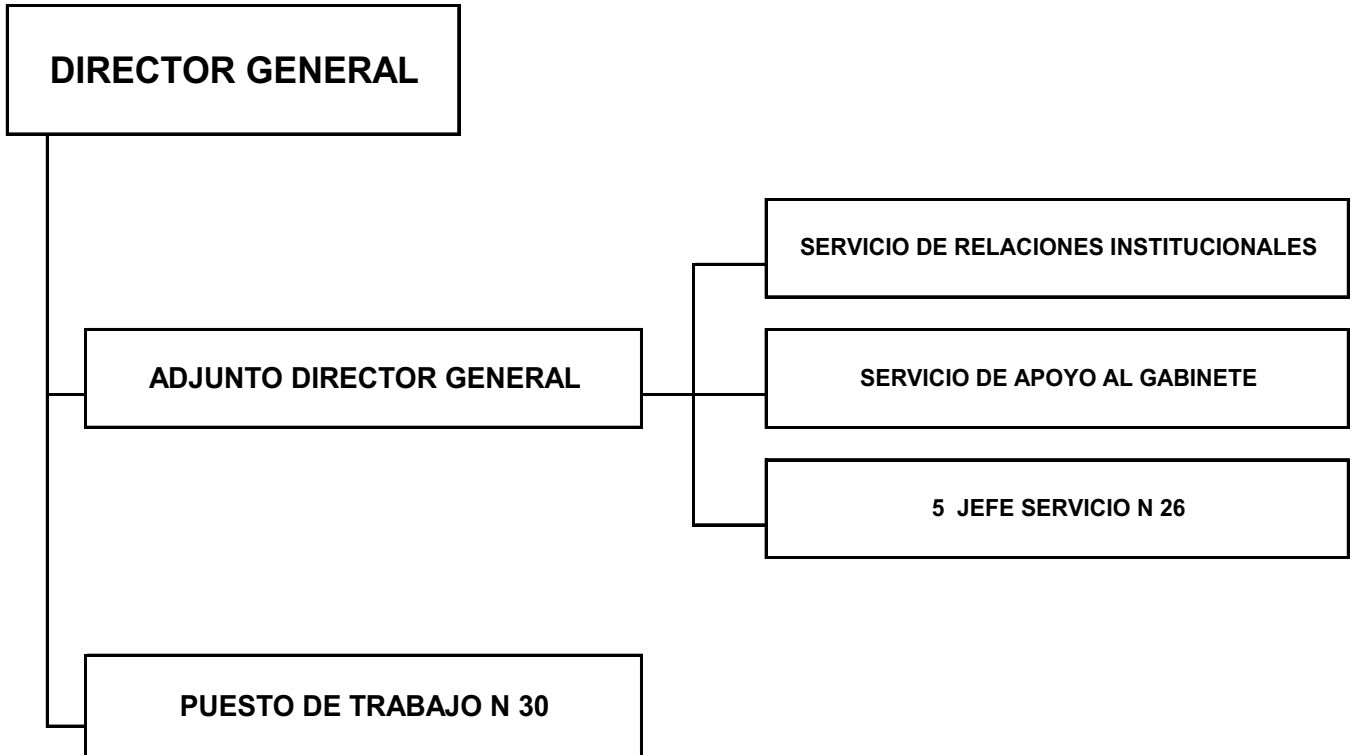 DIRECTOR GENERAL
SERVICIO DE RELACIONES INSTITUCIONALES
ADJUNTO DIRECTOR GENERAL
SERVICIO DE APOYO AL GABINETE
5 JEFE SERVICIO N 26
PUESTO DE TRABAJO N 30